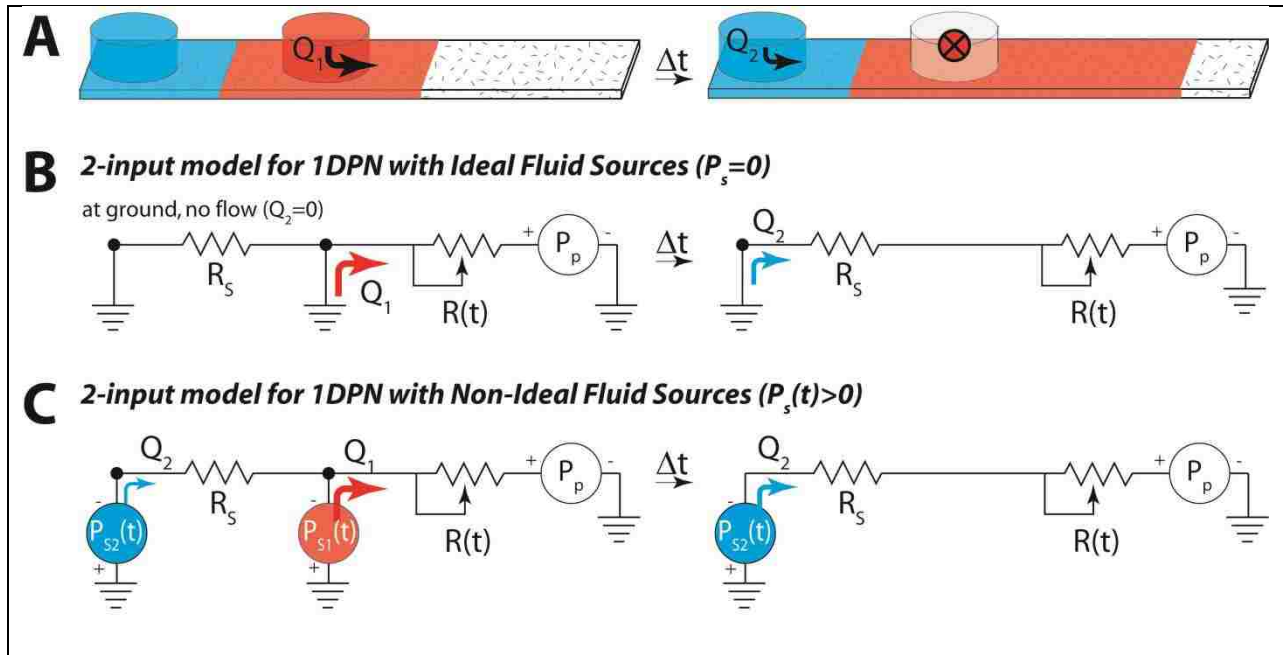 A
Q1
Δt
Q2
B 2-input model for 1DPN with Ideal Fluid Sources (Ps=0)
at ground, no flow (Q2=0)
RS
Q1
R(t)
+ Pp -
Δt
Q2
RS
R(t)
+ Pp -
C 2-input model for 1DPN with Non-Ideal Fluid Sources (Ps(t)>0)
Q2
RS
Q1
R(t)
+ Pp -
- PS2(t) +
- PS1(t) +
Δt
Q2
RS
R(t)
+ Pp -
- PS2(t) +